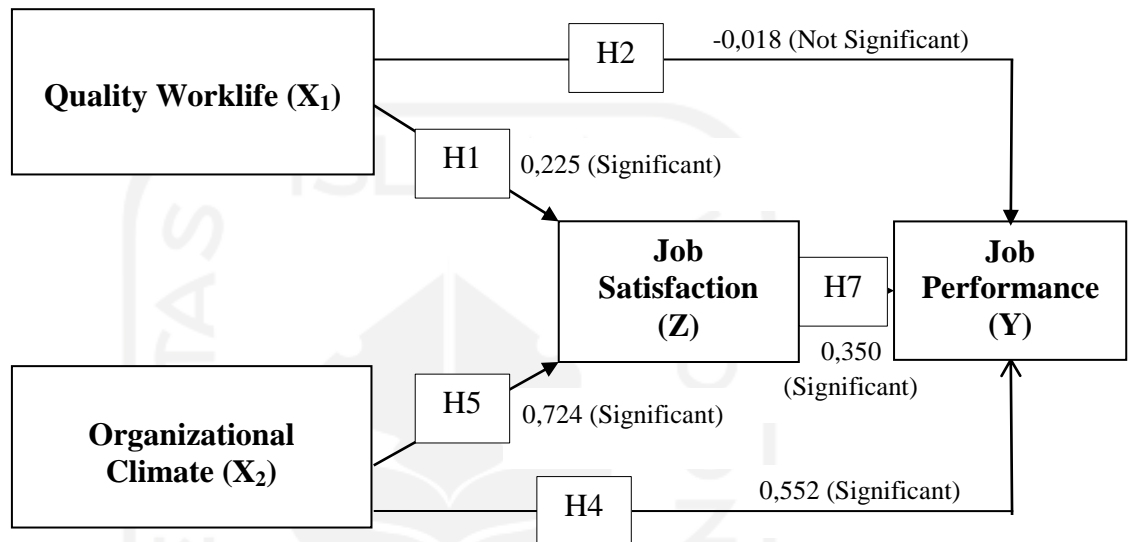 H2
-0,018 (Not Significant)
Quality Worklife (X₁)
H1
0,225 (Significant)
Job
Satisfaction
(Z)
H7
Job
Performance
(Y)
0,350
(Significant)
H5
0,724 (Significant)
Organizational
Climate (X₂)
H4
0,552 (Significant)